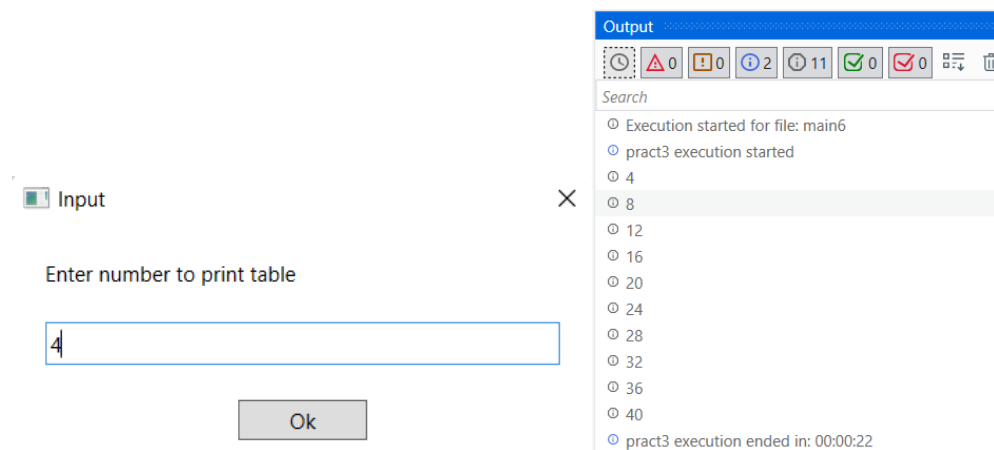 Input
Enter number to print table
4
Ok
Output
0 0 2 11 0 0
Search
Execution started for file: main6
pract3 execution started
4
8
12
16
20
24
28
32
36
40
pract3 execution ended in: 00:00:22